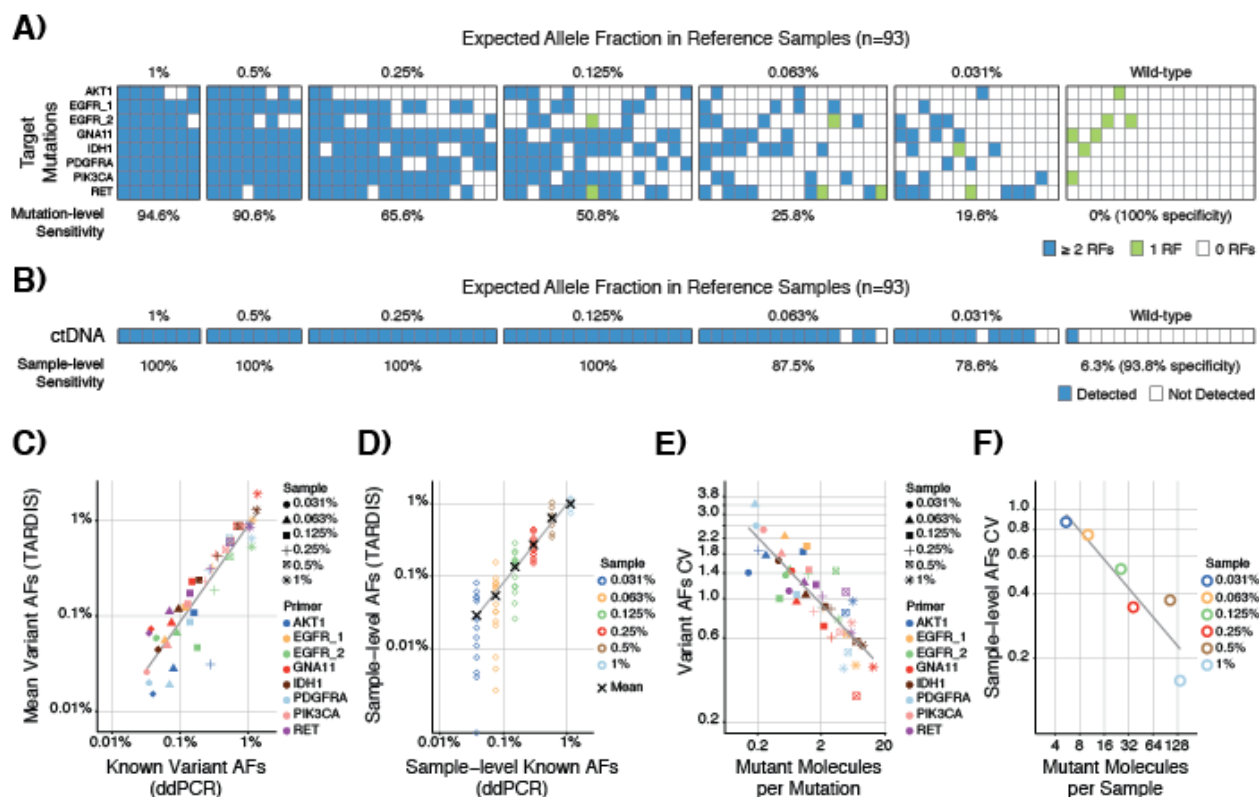 A)
Expected Allele Fraction in Reference Samples (n=93)
1% 0.5% 0.25% 0.125% 0.063% 0.031% Wild-type
Target Mutations
AKT1
EGFR_1
EGFR_2
GNA11
IDH1
PDGFRA
PIK3CA
RET
Mutation-level Sensitivity
94.6% 90.6% 65.6% 50.8% 25.8% 19.6% 0% (100% specificity)
≥ 2 RFs 1 RF 0 RFs
B)
Expected Allele Fraction in Reference Samples (n=93)
1% 0.5% 0.25% 0.125% 0.063% 0.031% Wild-type
ctDNA
Sample-level Sensitivity
100% 100% 100% 100% 87.5% 78.6% 6.3% (93.8% specificity)
Detected Not Detected
C)
Mean Variant AFs (TARDIS)
1%
0.1%
0.01%
0.01% 0.1% 1%
Known Variant AFs
(ddPCR)
Sample
0.031%
0.063%
0.125%
0.25%
0.5%
1%
Primer
AKT1
EGFR_1
EGFR_2
GNA11
IDH1
PDGFRA
PIK3CA
RET
D)
Sample-level AFs (TARDIS)
1%
0.1%
0.01%
0.01% 0.1% 1%
Sample-level Known AFs
(ddPCR)
Sample
0.031%
0.063%
0.125%
0.25%
0.5%
1%
Mean
E)
Variant AFs CV
3.8
3.0
2.2
1.8
1.4
1.0
0.6
0.2
0.2 2 20
Mutant Molecules
per Mutation
Sample
0.031%
0.063%
0.125%
0.25%
0.5%
1%
Primer
AKT1
EGFR_1
EGFR_2
GNA11
IDH1
PDGFRA
PIK3CA
RET
F)
Sample-level AFs CV
1.0
0.8
0.6
0.4
0.2
4 8 16 32 64 128
Mutant Molecules
per Sample
Sample
0.031%
0.063%
0.125%
0.25%
0.5%
1%